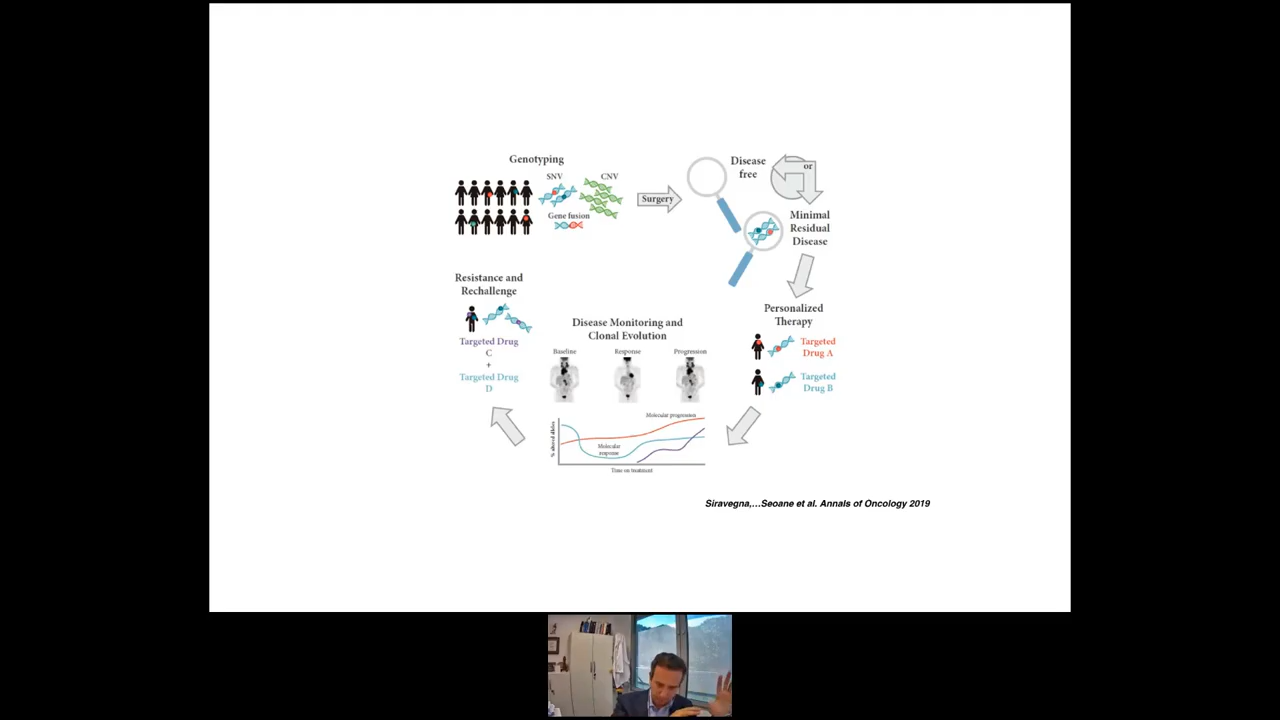 Genotyping
SNV
CNV
Gene fusion
Surgery
Disease
free
or
Minimal
Residual
Disease
Personalized
Therapy
Targeted
Drug A
Targeted
Drug B
Disease Monitoring and
Clonal Evolution
Baseline
Response
Progression
Molecular progression
Molecular
response
% altered alleles
Time on treatment
Resistance and
Rechallenge
Targeted Drug
C
+
Targeted Drug
D
Siravegna,…Seoane et al. Annals of Oncology 2019